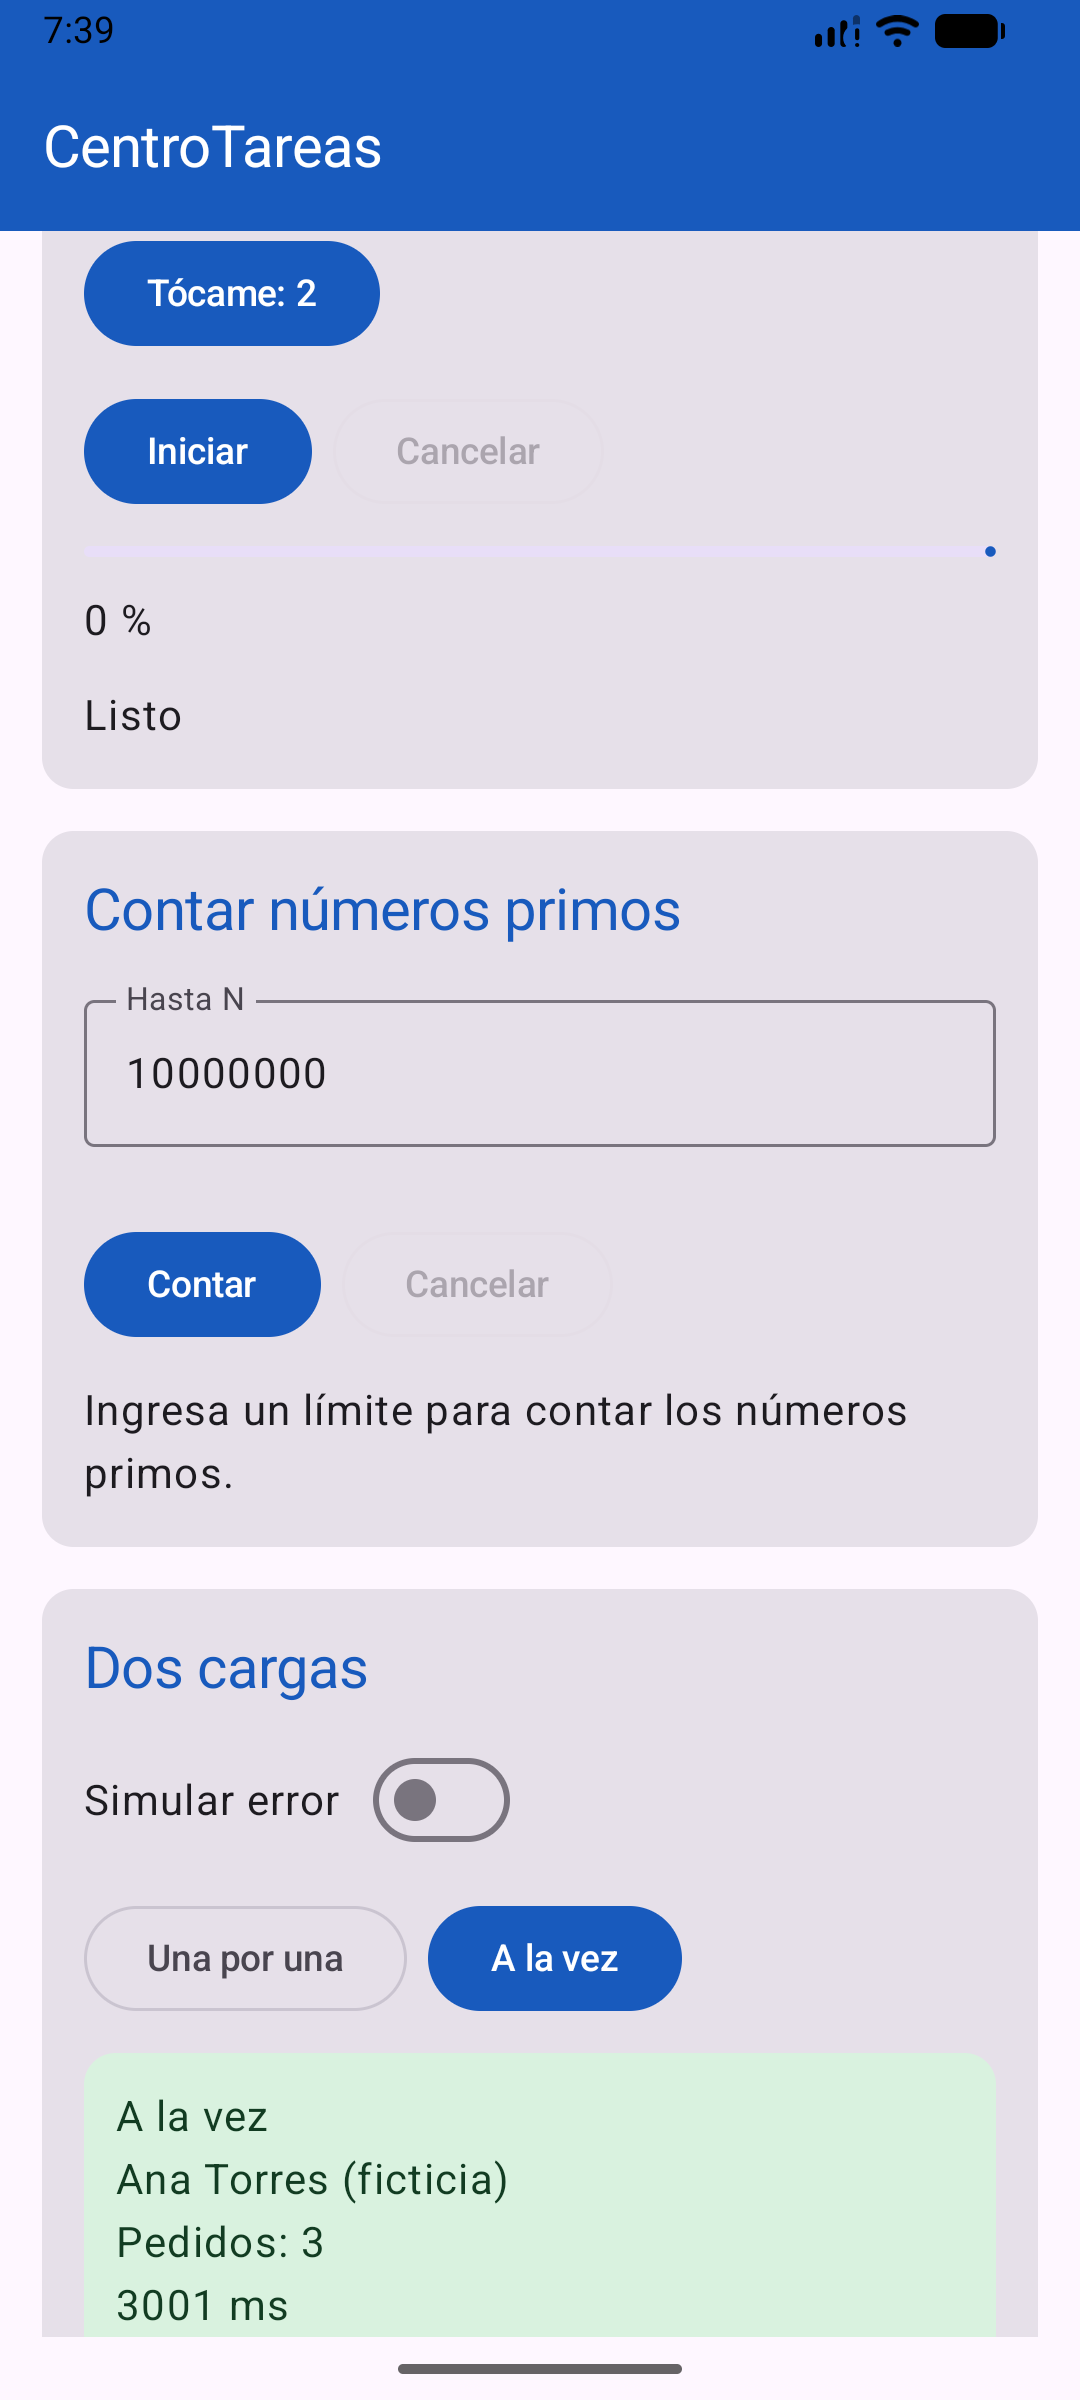 7:39
CentroTareas
Tócame: 2
Iniciar
Cancelar
0 %
Listo
Contar números primos
Hasta N
10000000
Contar
Cancelar
Ingresa un límite para contar los números
primos.
Dos cargas
Simular error
Una por una
A la vez
A la vez
Ana Torres (ficticia)
Pedidos: 3
3001 ms